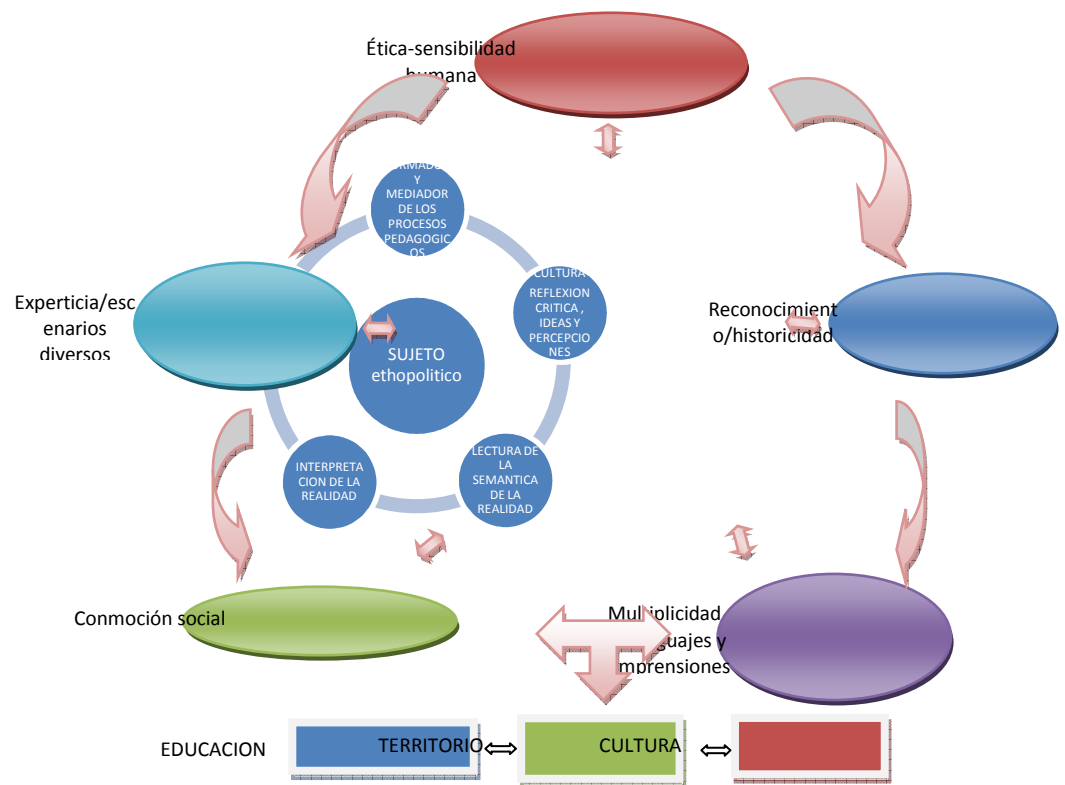 Ética-sensibilidad
humana
Y
MEDIADOR
DE LOS
PROCESOS
PEDAGOGIC
OS
CULTURA
REFLEXION
CRITICA ,
IDEAS Y
PERCEPCIO
NES
Experticia/esc
enarios
diversos
Reconocimient
o/historicidad
SUJETO
ethopolitico
INTERPRETA
CION DE LA
REALIDAD
LECTURA DE
LA
SEMANTICA
DE LA
REALIDAD
Conmoción social
Multiplicidad
y
EDUCACION
TERRITORIO
CULTURA